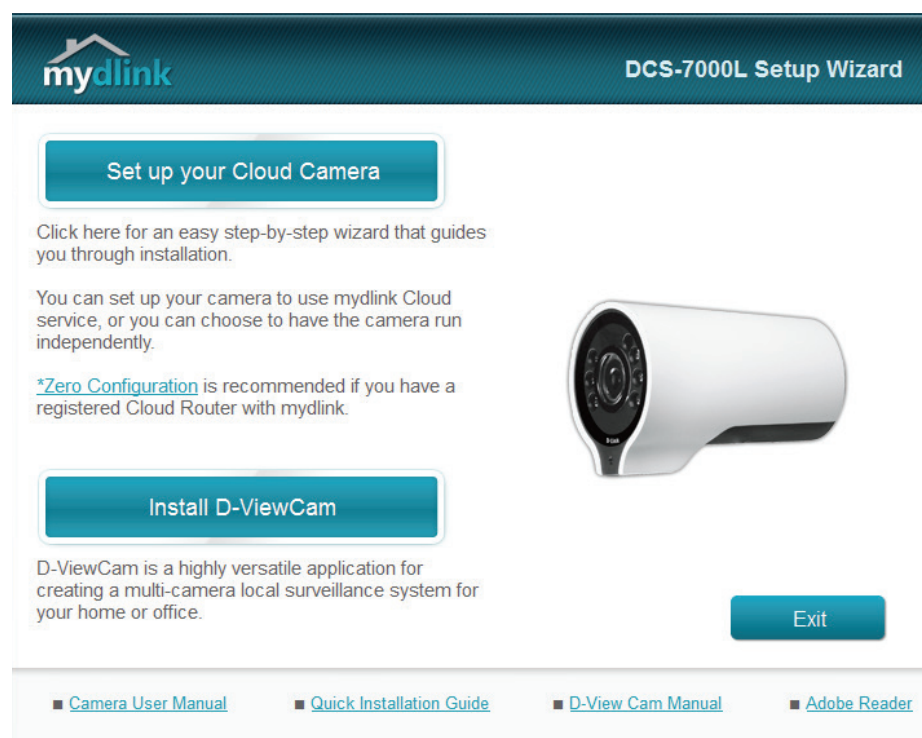 mydlink
DCS-7000L Setup Wizard
Set up your Cloud Camera
Click here for an easy step-by-step wizard that guides
you through installation.
You can set up your camera to use mydlink Cloud
service, or you can choose to have the camera run
independently.
*Zero Configuration is recommended if you have a
registered Cloud Router with mydlink.
Install D-ViewCam
D-ViewCam is a highly versatile application for
creating a multi-camera local surveillance system for
your home or office.
D-Link
Exit
Camera User Manual
Quick Installation Guide
D-View Cam Manual
Adobe Reader